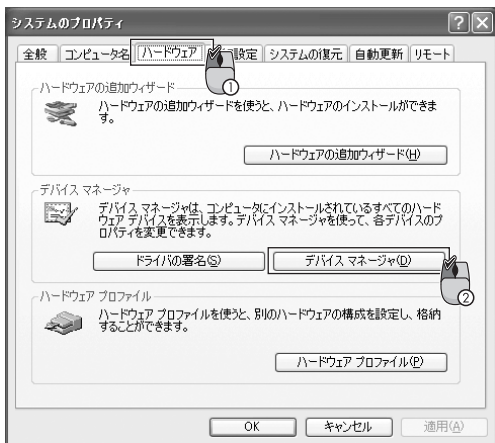 システムのプロパティ
全般 コンピュータ名 ハードウェア 設定 システムの復元 自動更新 リモート
①
ハードウェアの追加ウィザード
ハードウェアの追加ウィザードを使うと、ハードウェアのインストールができま
す。
ハードウェアの追加ウィザード(H)
デバイス マネージャ
デバイス マネージャは、コンピュータにインストールされているすべてのハード
ウェア デバイスを表示します。デバイス マネージャを使って、各デバイスのプ
ロパティを変更できます。
ドライバの署名(S) デバイス マネージャ(D)
②
ハードウェア プロファイル
ハードウェア プロファイルを使うと、別のハードウェアの構成を設定し、格納
することができます。
ハードウェア プロファイル(P)
OK キャンセル 適用(A)